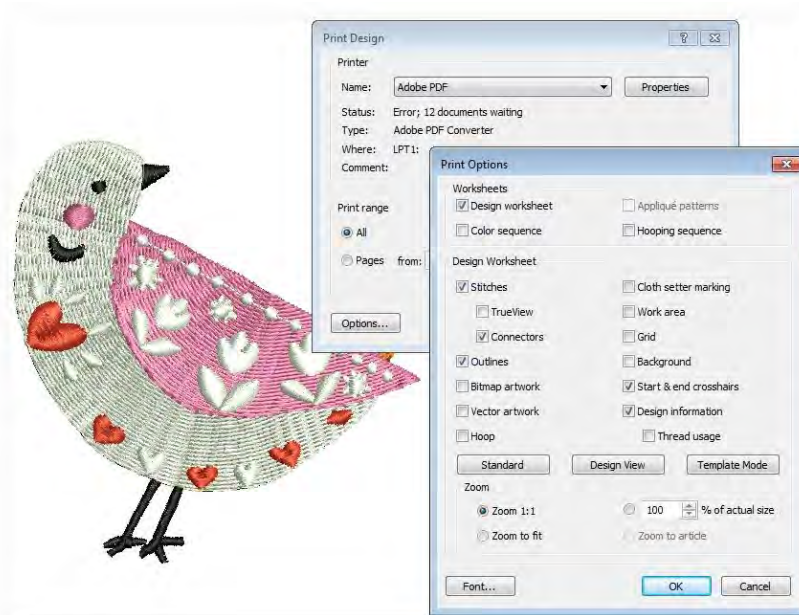 Print Design
Printer
Name: Adobe PDF Properties
Status: Error; 12 documents waiting
Type: Adobe PDF Converter
Where: LPT1:
Comment:
Print range
All
Pages from:
Options...
Print Options
Worksheets
Design worksheet Appliqué patterns
Color sequence Hooping sequence
Design Worksheet
Stitches Cloth setter marking
TrueView Work area
Connectors Grid
Outlines Background
Bitmap artwork Start & end crosshairs
Vector artwork Design information
Hoop Thread usage
Standard Design View Template Mode
Zoom
Zoom 1:1 100 % of actual size
Zoom to fit Zoom to article
Font... OK Cancel